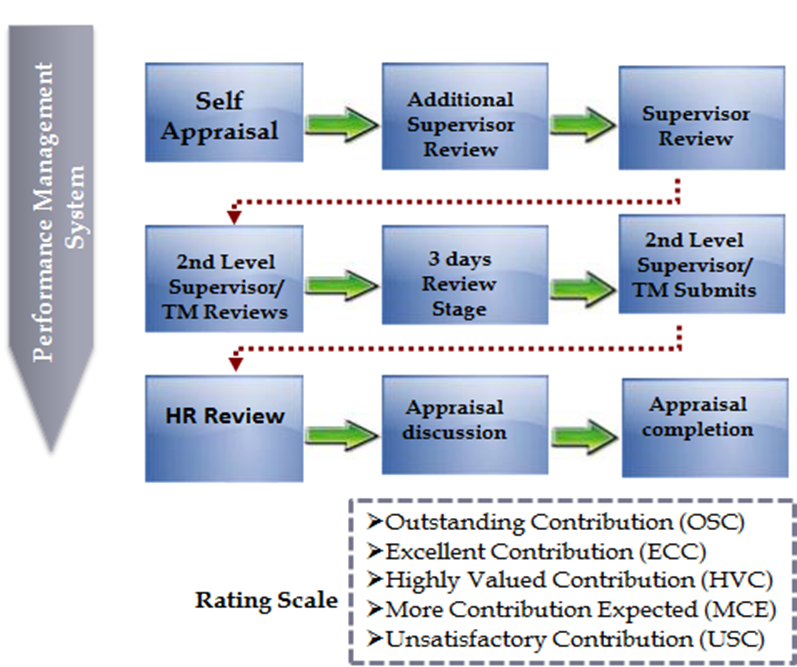 Performance Management
System
Self
Appraisal
Additional
Supervisor
Review
Supervisor
Review
2nd Level
Supervisor/
TM Reviews
3 days
Review
Stage
2nd Level
Supervisor/
TM Submits
HR Review
Appraisal
discussion
Appraisal
completion
Rating Scale
➤Outstanding Contribution (OSC)
➤Excellent Contribution (ECC)
➤Highly Valued Contribution (HVC)
➤More Contribution Expected (MCE)
➤Unsatisfactory Contribution (USC)